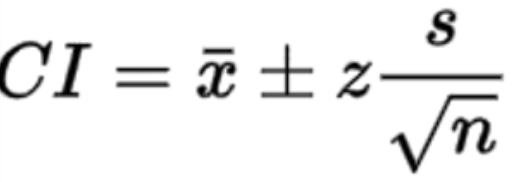 CI = x̄ ± z s/√n